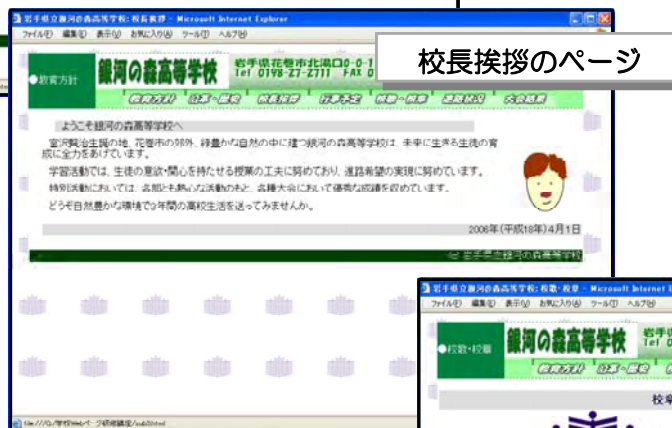 岩手県立銀河の森高等学校:校長挨拶 - Microsoft Internet Explorer
ファイル(F) 編集(E) 表示(V) お気に入り(A) ツール(T) ヘルプ(H)
校長挨拶のページ
●教育方針
銀河の森高等学校
岩手県花巻市北湯口0-0-1
Tel 0198-27-2711 FAX 0
教育方針 沿革・歴史 校長挨拶 行事予定 校歌・校章 進路状況 大会結果
ようこそ銀河の森高等学校へ
宮沢賢治生誕の地、花巻市の郊外、緑豊かな自然の中に建つ銀河の森高等学校は、未来に生きる生徒の育
成に全力をあげています。
学習活動では、生徒の意欲・関心を持たせる授業の工夫に努めており、進路希望の実現に努めています。
特別活動においては、各部とも熱心な活動のもと、各種大会において優秀な成績を収めています。
どうぞ自然豊かな環境で3年間の高校生活を送ってみませんか。
2006年(平成18年)4月1日
© 岩手県立銀河の森高等学校
岩手県立銀河の森高等学校:校歌・校章 - Microsoft Internet E
ファイル(F) 編集(E) 表示(V) お気に入り(A) ツール(T) ヘルプ(H)
●校歌・校章
銀河の森高等学校
岩手県
Tel 0
教育方針 沿革・歴史
校章